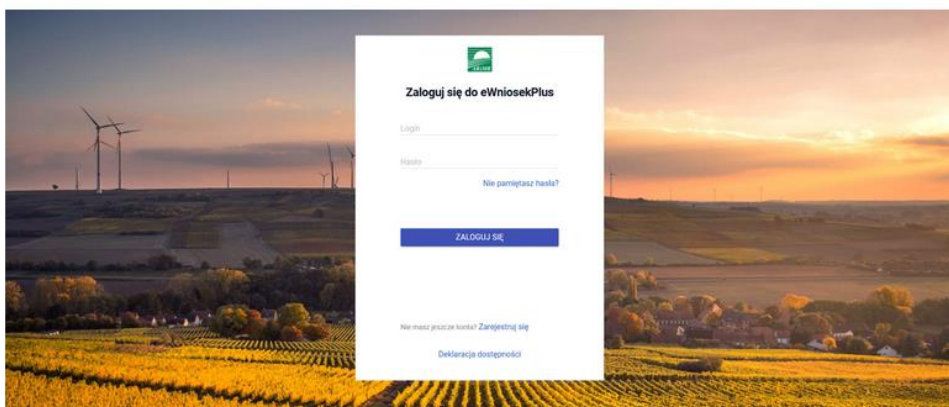 ARiMR
Zaloguj się do eWniosekPlus
Login
Hasło
Nie pamiętasz hasła?
ZALOGUJ SIĘ
Nie masz jeszcze konta? Zarejestruj się
Deklaracja dostępności